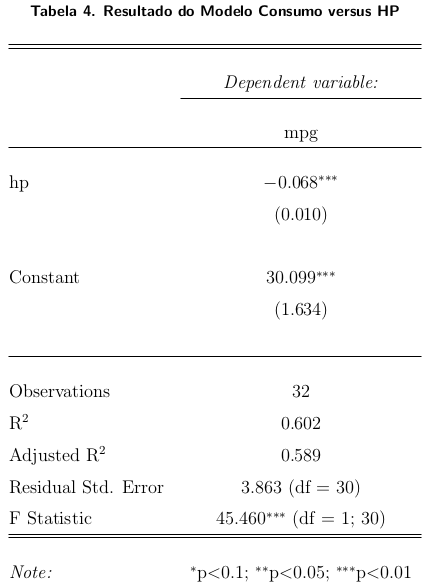 Tabela 4. Resultado do Modelo Consumo versus HP
Dependent variable:
mpg
hp −0.068***
(0.010)
Constant 30.099***
(1.634)
Observations 32
R² 0.602
Adjusted R² 0.589
Residual Std. Error 3.863 (df = 30)
F Statistic 45.460*** (df = 1; 30)
Note: *p<0.1; **p<0.05; ***p<0.01